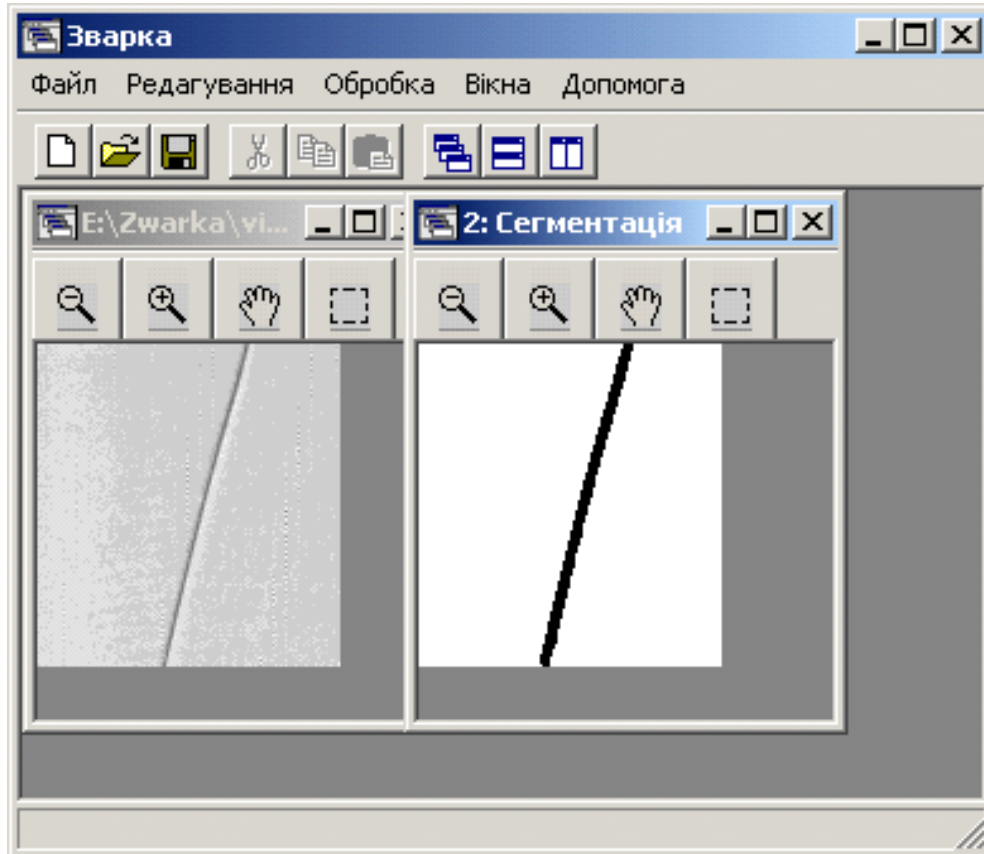 Зварка
Файл Редагування Обробка Вікна Допомога
E:\Zwarka\vi...
2: Сегментація